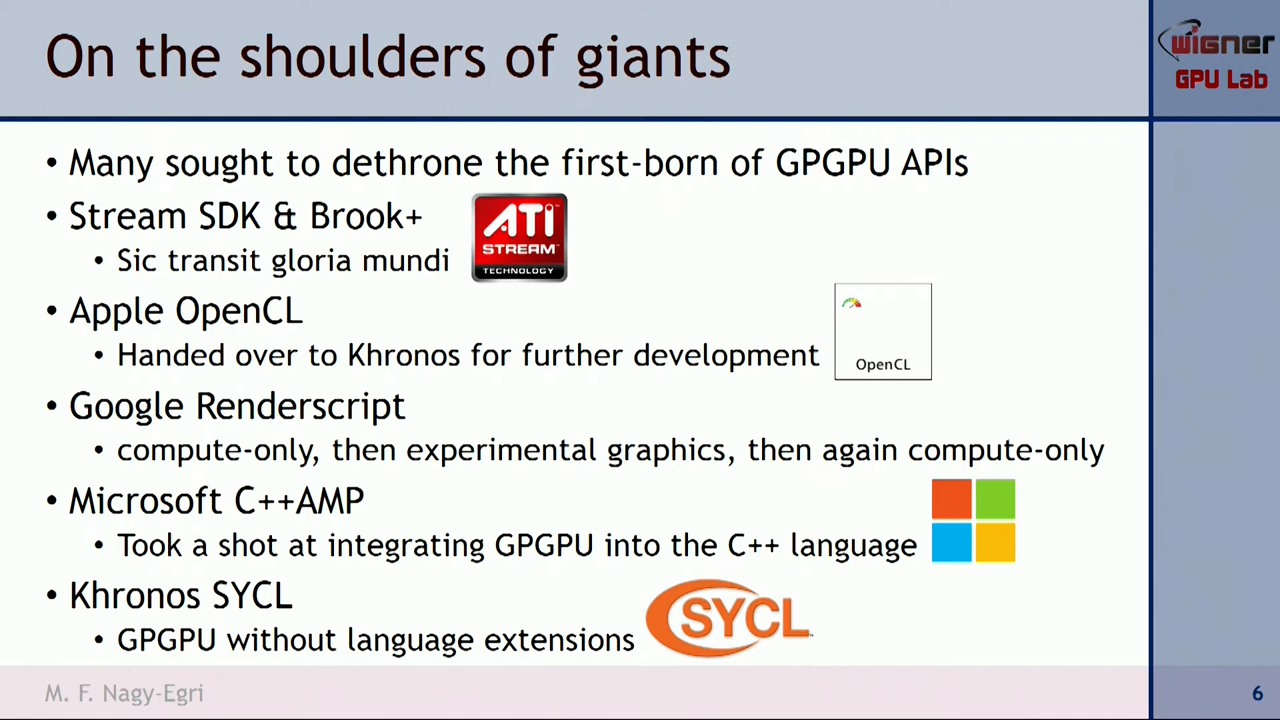 On the shoulders of giants
wigner
GPU Lab
• Many sought to dethrone the first-born of GPGPU APIs
• Stream SDK & Brook+
ATI
STREAM™
TECHNOLOGY
• Sic transit gloria mundi
• Apple OpenCL
• Handed over to Khronos for further development
OpenCL
• Google Renderscript
• compute-only, then experimental graphics, then again compute-only
• Microsoft C++AMP
• Took a shot at integrating GPGPU into the C++ language
• Khronos SYCL
• GPGPU without language extensions
SYCL™
M. F. Nagy-Egri
6